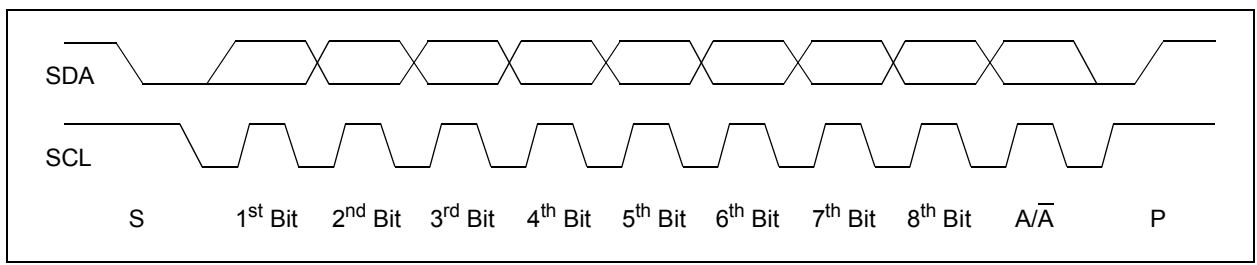 SDA
SCL
S 1st Bit 2nd Bit 3rd Bit 4th Bit 5th Bit 6th Bit 7th Bit 8th Bit A/A̅ P